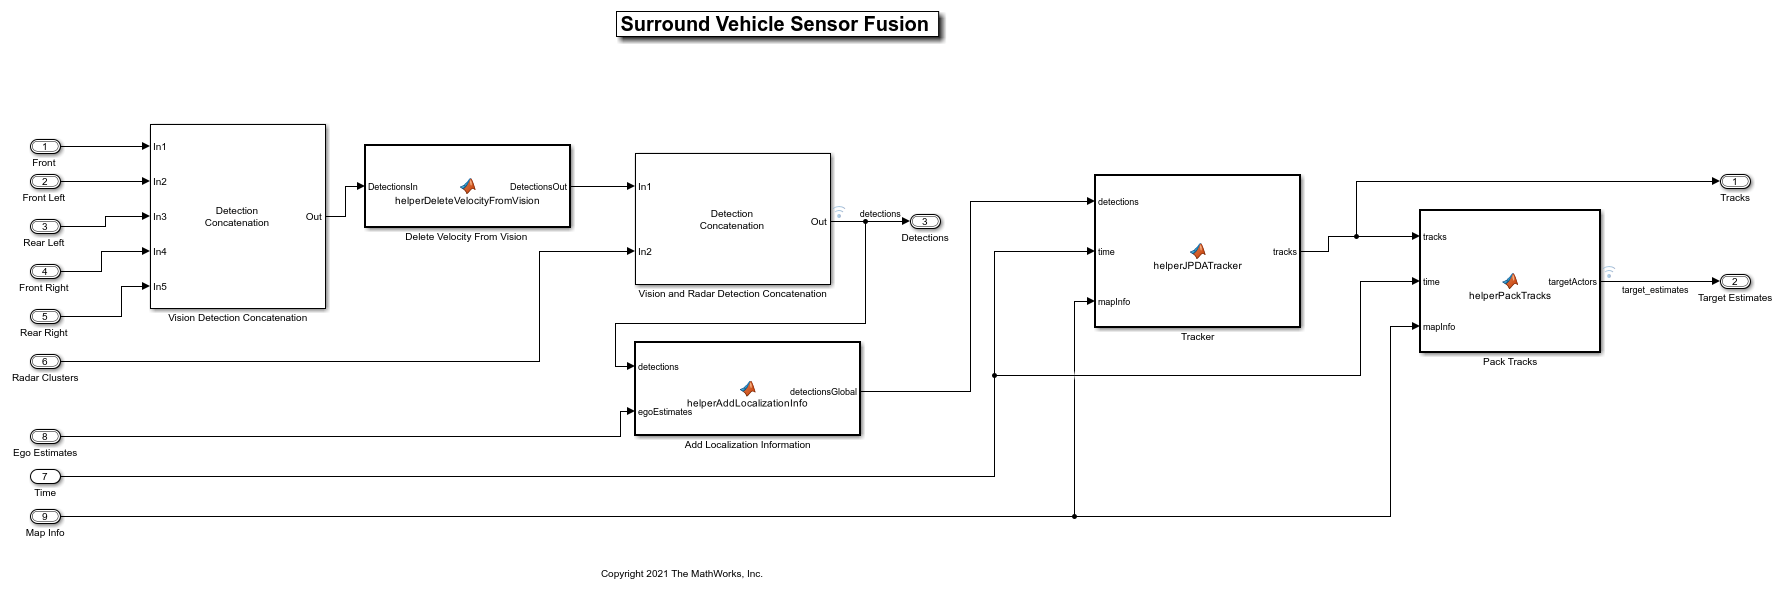 Surround Vehicle Sensor Fusion
1
Front
2
Front Left
3
Rear Left
4
Front Right
5
Rear Right
6
Radar Clusters
8
Ego Estimates
7
Time
9
Map Info
In1
In2
In3
In4
In5
Detection
Concatenation
Out
Vision Detection Concatenation
DetectionsIn
DetectionsOut
helperDeleteVelocityFromVision
Delete Velocity From Vision
In1
In2
Detection
Concatenation
Out
Vision and Radar Detection Concatenation
detections
3
Detections
detections
egoEstimates
detectionsGlobal
helperAddLocalizationInfo
Add Localization Information
detections
time
mapInfo
helperJPDATracker
tracks
Tracker
tracks
time
mapInfo
targetActors
helperPackTracks
Pack Tracks
1
Tracks
target_estimates
2
Target Estimates
Copyright 2021 The MathWorks, Inc.